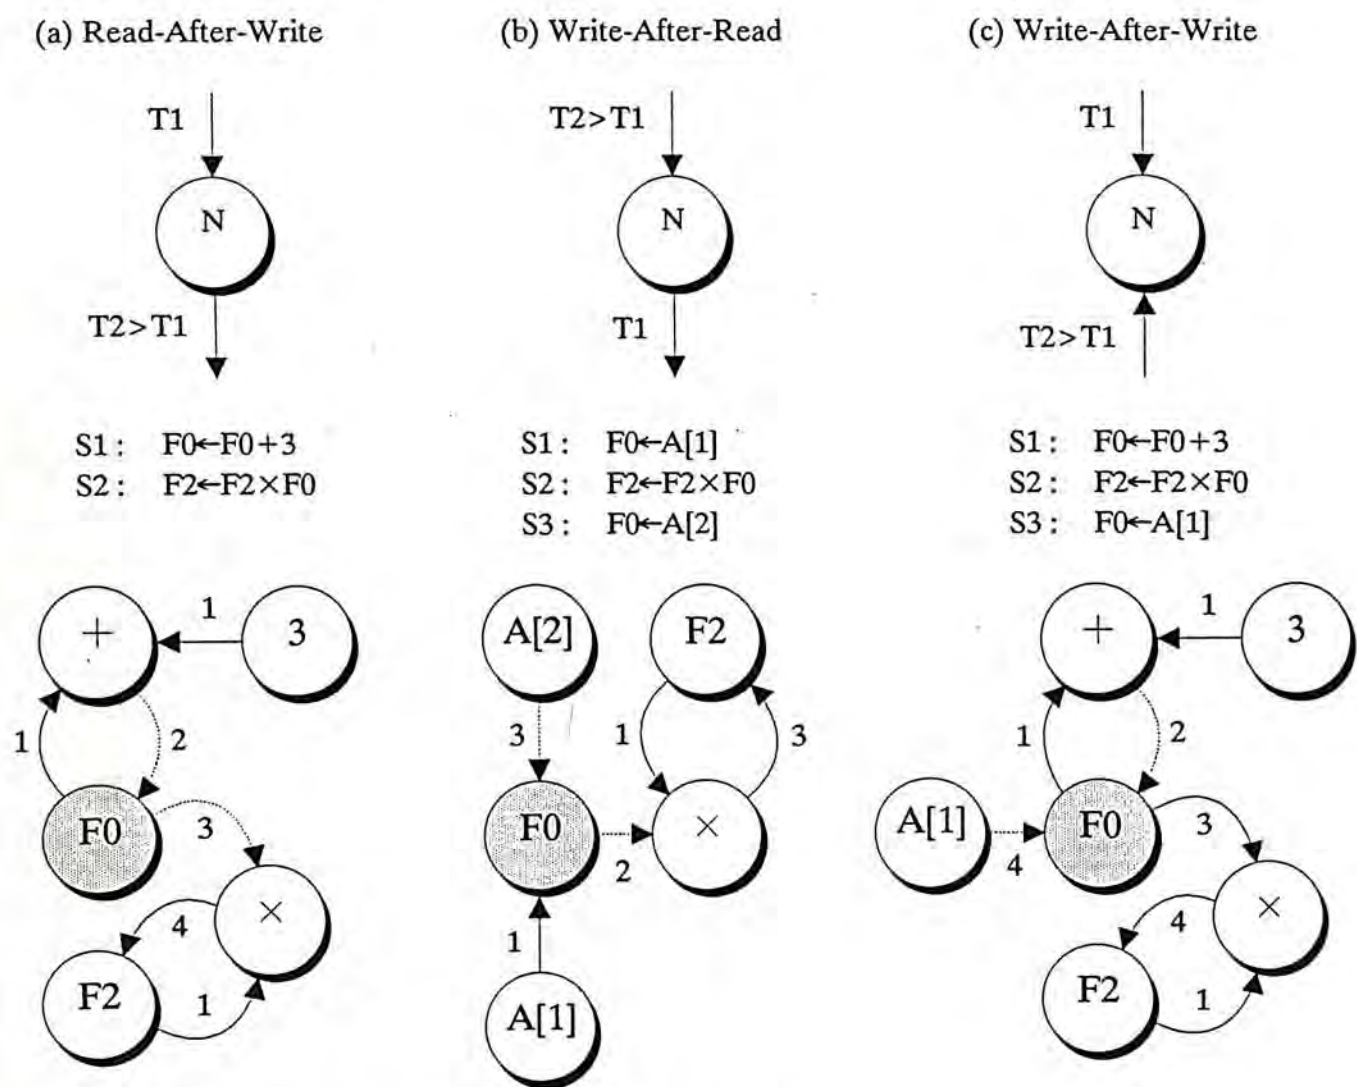 (a) Read-After-Write
T1
N
T2>T1
S1 : F0←F0+3
S2 : F2←F2×F0
+
1
3
1
2
F0
3
×
4
F2
1
(b) Write-After-Read
T2>T1
N
T1
S1 : F0←A[1]
S2 : F2←F2×F0
S3 : F0←A[2]
A[2]
F2
3
1
3
F0
2
×
1
A[1]
(c) Write-After-Write
T1
N
T2>T1
S1 : F0←F0+3
S2 : F2←F2×F0
S3 : F0←A[1]
+
1
3
1
2
A[1]
4
F0
3
×
4
F2
1